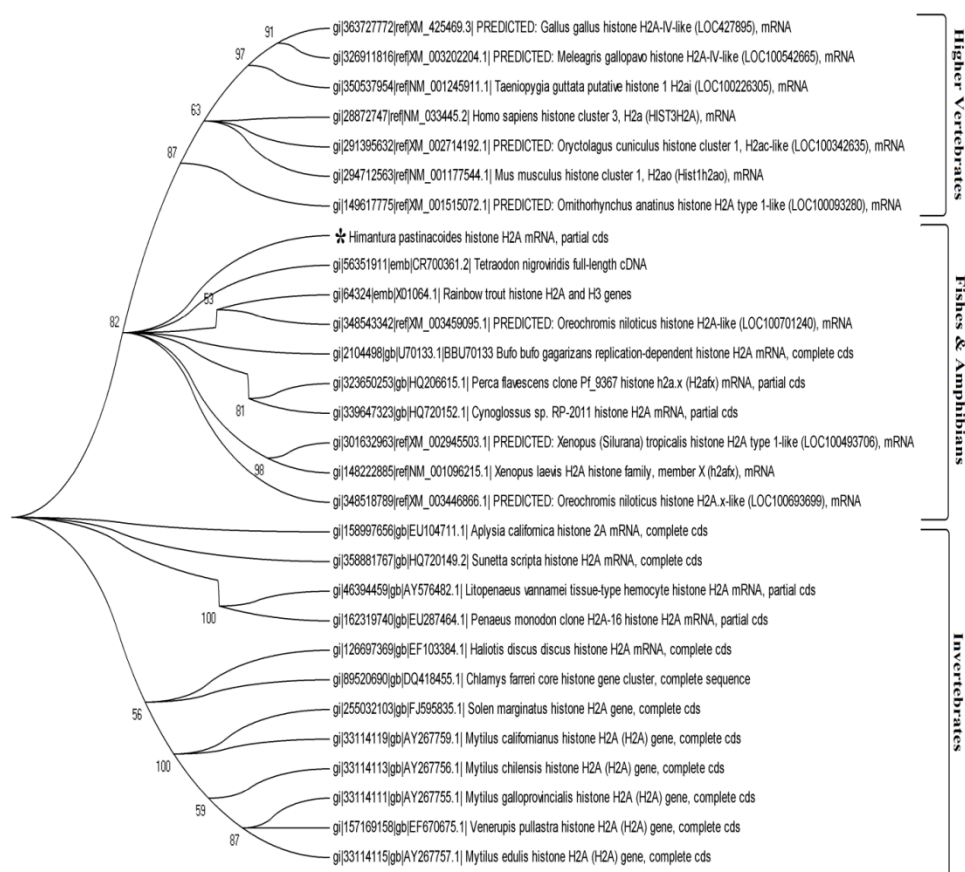 gi|363727772|ref|XM_425469.3| PREDICTED: Gallus gallus histone H2A-IV-like (LOC427895), mRNA
gi|326911816|ref|XM_003202204.1| PREDICTED: Meleagris gallopavo histone H2A-IV-like (LOC100542665), mRNA
gi|350537954|ref|NM_001245911.1| Taeniopygia guttata putative histone 1 H2ai (LOC100226305), mRNA
gi|28872747|ref|NM_033445.2| Homo sapiens histone cluster 3, H2a (HIST3H2A), mRNA
gi|291395632|ref|XM_002714192.1| PREDICTED: Oryctolagus cuniculus histone cluster 1, H2ac-like (LOC100342635), mRNA
gi|294712563|ref|NM_001177544.1| Mus musculus histone cluster 1, H2ao (Hist1h2ao), mRNA
gi|149617775|ref|XM_001515072.1| PREDICTED: Ornithorhynchus anatinus histone H2A type 1-like (LOC100093280), mRNA
* Himantura pastinacoides histone H2A mRNA, partial cds
gi|56351911|emb|CR700361.2| Tetraodon nigroviridis full-length cDNA
gi|64324|emb|X01064.1| Rainbow trout histone H2A and H3 genes
gi|348543342|ref|XM_003459095.1| PREDICTED: Oreochromis niloticus histone H2A-like (LOC100701240), mRNA
gi|2104498|gb|U70133.1|BBU70133 Bufo bufo gagarizans replication-dependent histone H2A mRNA, complete cds
gi|323650253|gb|HQ206615.1| Perca flavescens clone Pf_9367 histone h2a.x (H2afx) mRNA, partial cds
gi|339647323|gb|HQ720152.1| Cynoglossus sp. RP-2011 histone H2A mRNA, partial cds
gi|301632963|ref|XM_002945503.1| PREDICTED: Xenopus (Silurana) tropicalis histone H2A type 1-like (LOC100493706), mRNA
gi|148222885|ref|NM_001096215.1| Xenopus laevis H2A histone family, member X (h2afx), mRNA
gi|348518789|ref|XM_003446866.1| PREDICTED: Oreochromis niloticus histone H2A.x-like (LOC100693699), mRNA
gi|158997656|gb|EU104711.1| Aplysia californica histone 2A mRNA, complete cds
gi|358881767|gb|HQ720149.2| Sunetta scripta histone H2A mRNA, complete cds
gi|46394459|gb|AY576482.1| Litopenaeus vannamei tissue-type hemocyte histone H2A mRNA, partial cds
gi|162319740|gb|EU287464.1| Penaeus monodon clone H2A-16 histone H2A mRNA, partial cds
gi|126697369|gb|EF103384.1| Haliotis discus discus histone H2A mRNA, complete cds
gi|89520690|gb|DQ418455.1| Chlamys farreri core histone gene cluster, complete sequence
gi|255032103|gb|FJ595835.1| Solen marginatus histone H2A gene, complete cds
gi|33114119|gb|AY267759.1| Mytilus californianus histone H2A (H2A) gene, complete cds
gi|33114113|gb|AY267756.1| Mytilus chilensis histone H2A (H2A) gene, complete cds
gi|33114111|gb|AY267755.1| Mytilus galloprovincialis histone H2A (H2A) gene, complete cds
gi|157169158|gb|EF670675.1| Venerupis pullastra histone H2A (H2A) gene, complete cds
gi|33114115|gb|AY267757.1| Mytilus edulis histone H2A (H2A) gene, complete cds
91
97
63
87
53
82
81
98
100
56
100
59
87
Higher Vertebrates
Fishes & Amphibians
Invertebrates